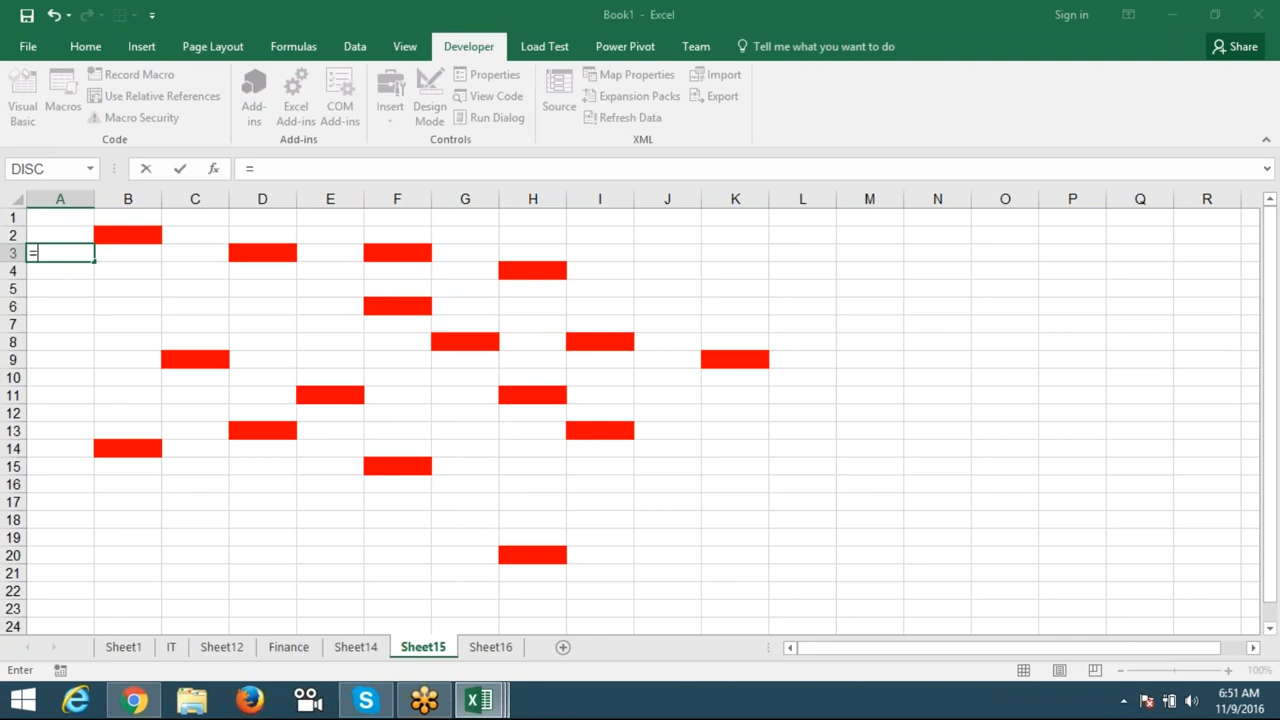 Book1 - Excel
Sign in
File Home Insert Page Layout Formulas Data View Developer Load Test Power Pivot Team Tell me what you want to do Share
Visual Basic
Macros
Record Macro
Use Relative References
Macro Security
Code
Add-ins
Excel Add-ins
COM Add-ins
Add-ins
Insert
Design Mode
Properties
View Code
Run Dialog
Controls
Source
Map Properties
Expansion Packs
Refresh Data
Import
Export
XML
DISC fx =
A B C D E F G H I J K L M N O P Q R
1
2
3 =
4
5
6
7
8
9
10
11
12
13
14
15
16
17
18
19
20
21
22
23
24
Sheet1 IT Sheet12 Finance Sheet14 Sheet15 Sheet16
Enter 100%
6:51 AM
11/9/2016